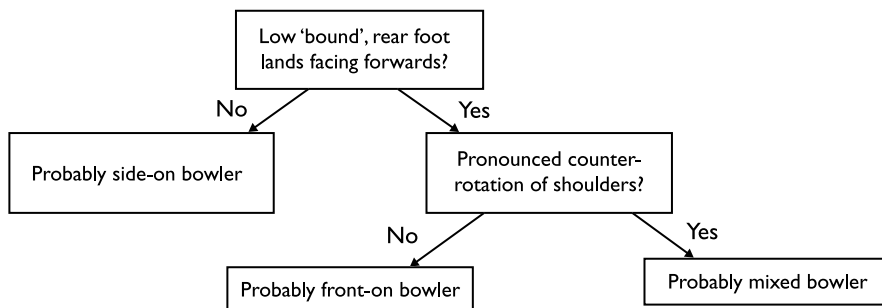 Low ‘bound’, rear foot
lands facing forwards?
No
Yes
Probably side-on bowler
Pronounced counter-
rotation of shoulders?
No
Yes
Probably front-on bowler
Probably mixed bowler